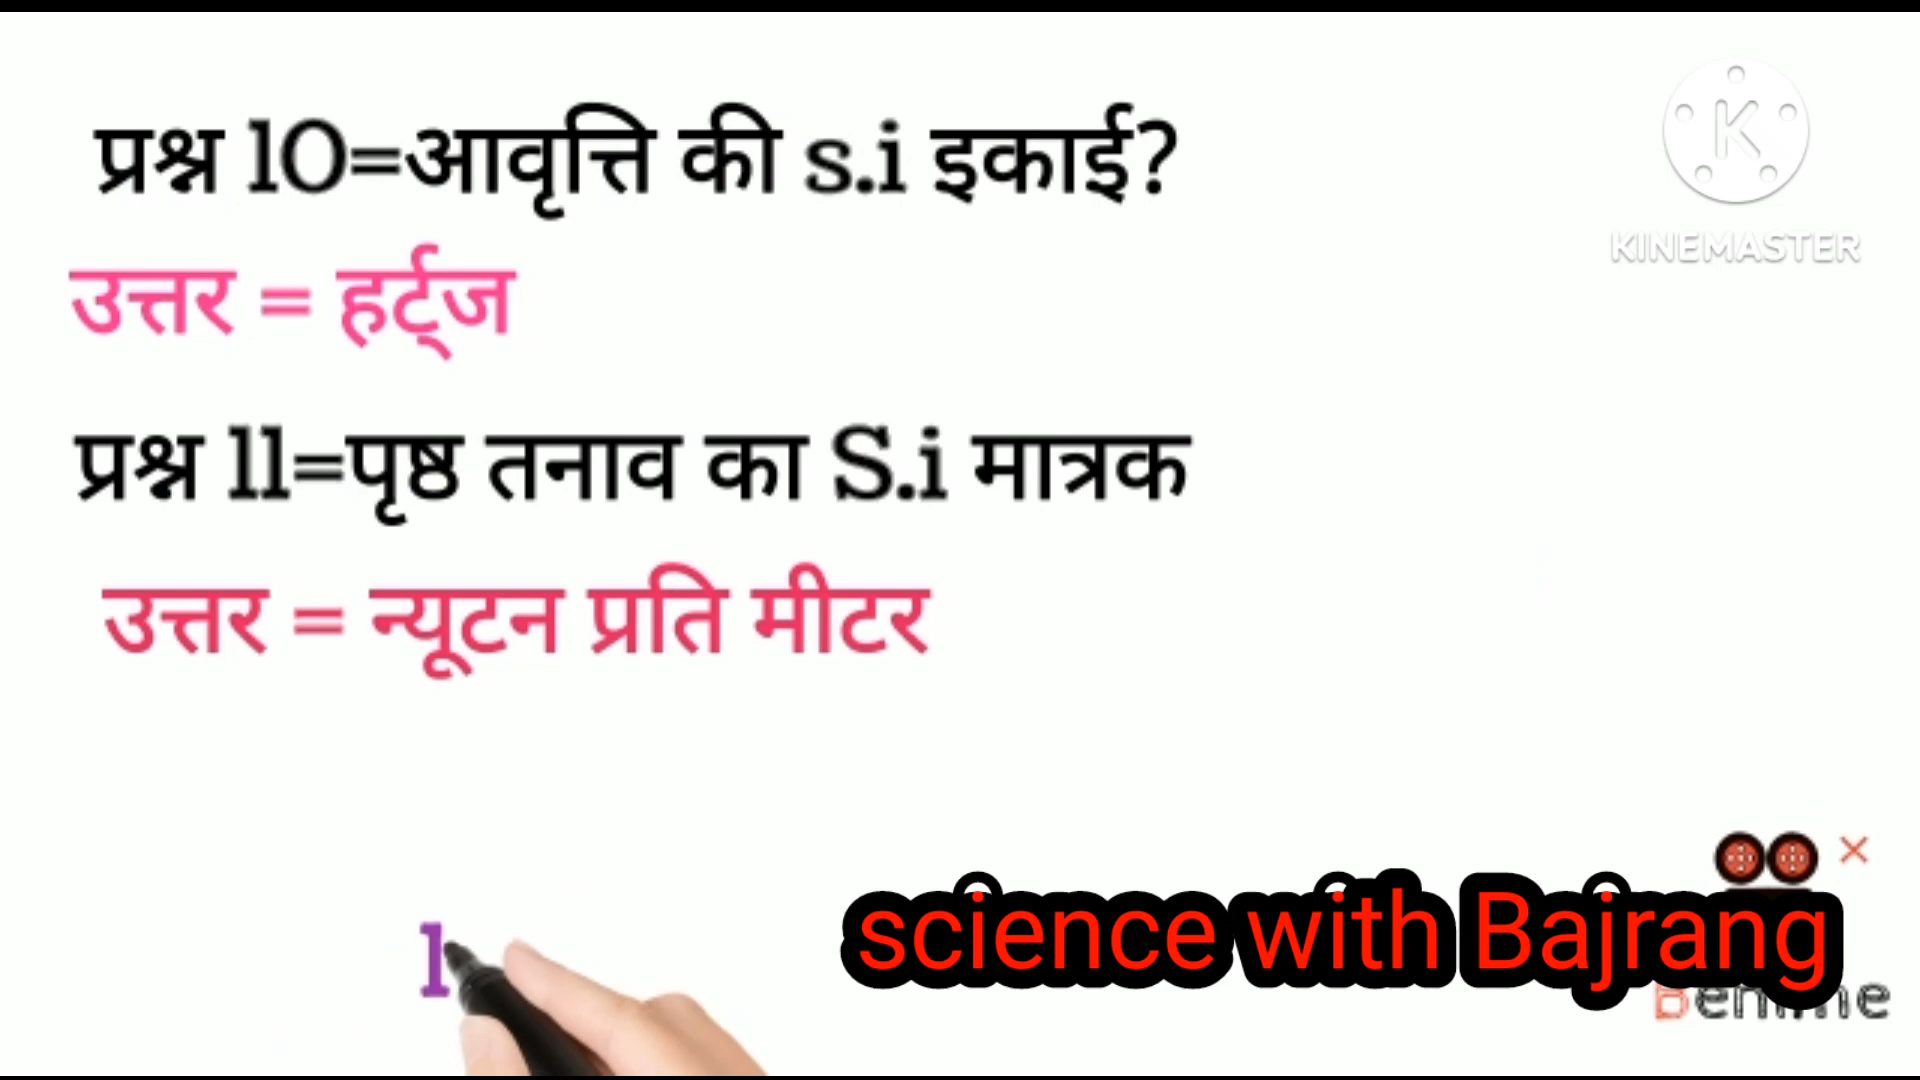 प्रश्न 10=आवृत्ति की s.i इकाई?
KINEMASTER
उत्तर = हर्ट्ज
प्रश्न 11=पृष्ठ तनाव का S.i मात्रक
उत्तर = न्यूटन प्रति मीटर
science with Bajrang
1